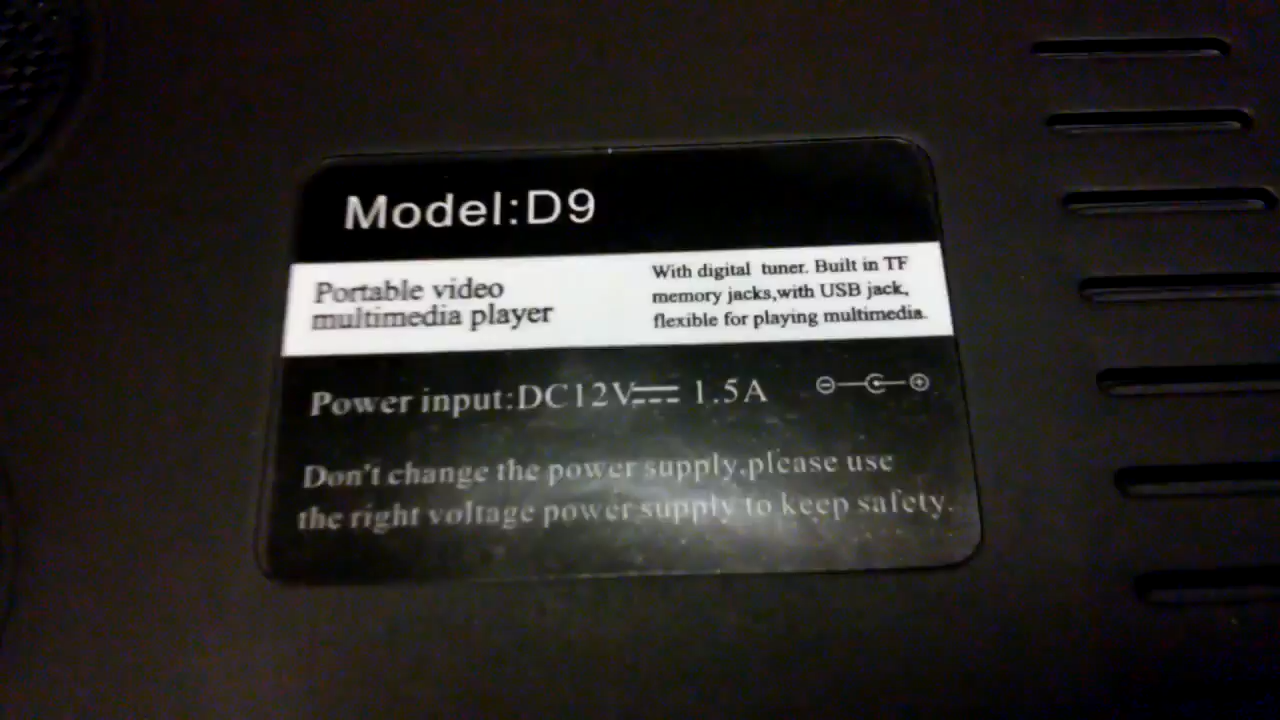 Model:D9
Portable video
multimedia player
With digital tuner. Built in TF
memory jacks,with USB jack,
flexible for playing multimedia.
Power input:DC12V⎓ 1.5A
Don't change the power supply,please use
the right voltage power supply to keep safety.